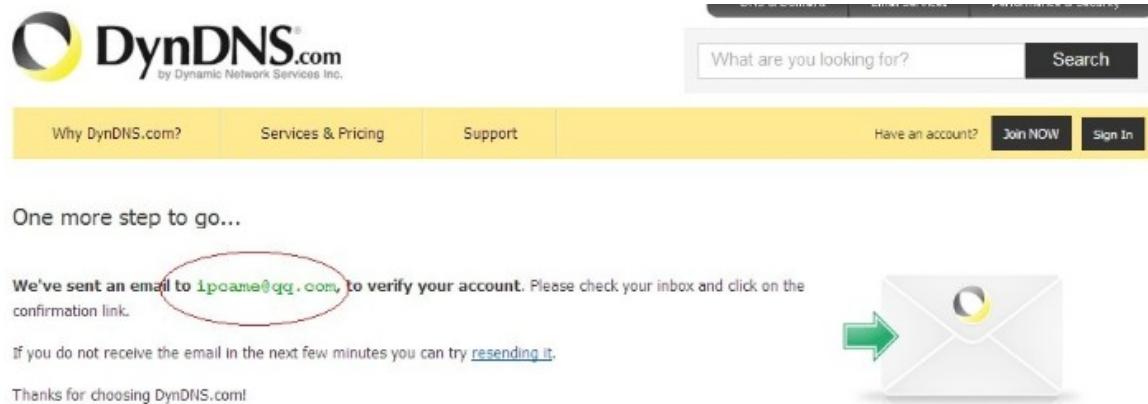 DynDNS.com
by Dynamic Network Services Inc.
What are you looking for?
Search
Why DynDNS.com?
Services & Pricing
Support
Have an account?
Join NOW
Sign In
One more step to go...
We've sent an email to ipcame@qq.com, to verify your account. Please check your inbox and click on the
confirmation link.
If you do not receive the email in the next few minutes you can try resending it.
Thanks for choosing DynDNS.com!